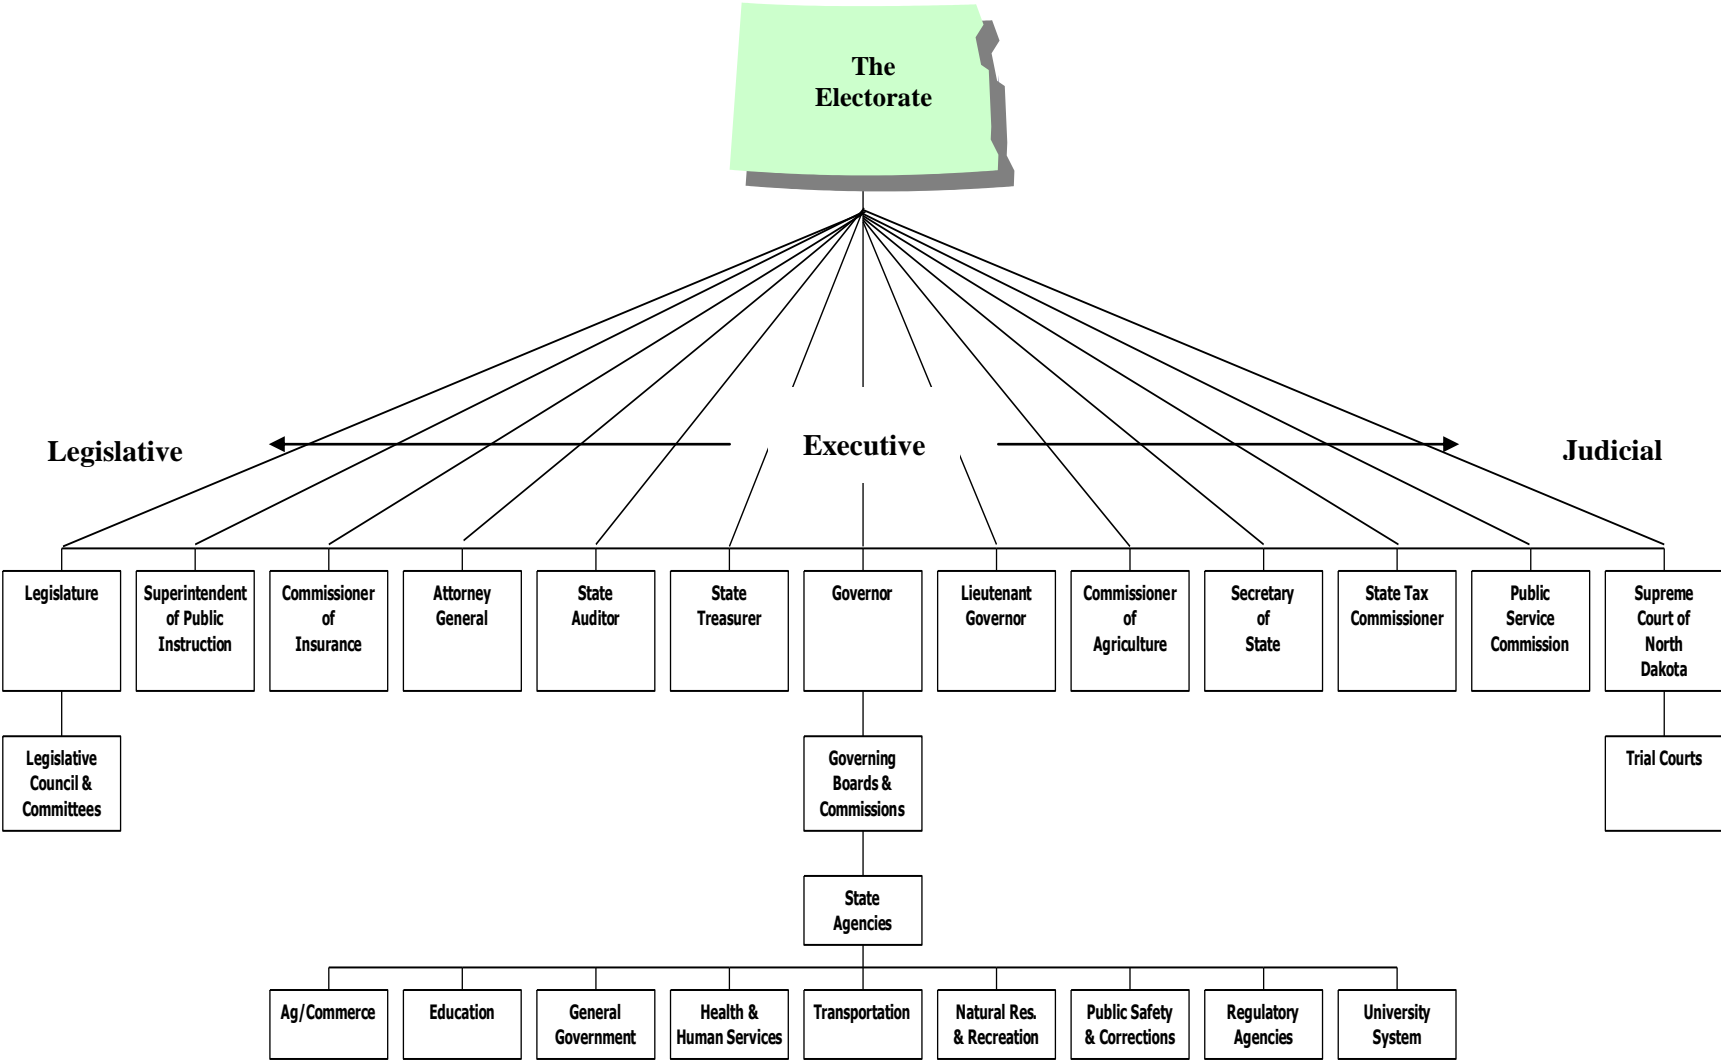 The
Electorate
Legislative
Executive
Judicial
Legislature
Superintendent
of Public
Instruction
Commissioner
of
Insurance
Attorney
General
State
Auditor
State
Treasurer
Governor
Lieutenant
Governor
Commissioner
of
Agriculture
Secretary
of
State
State Tax
Commissioner
Public
Service
Commission
Supreme
Court of
North
Dakota
Legislative
Council &
Committees
Governing
Boards &
Commissions
Trial Courts
State
Agencies
Ag/Commerce
Education
General
Government
Health &
Human Services
Transportation
Natural Res.
& Recreation
Public Safety
& Corrections
Regulatory
Agencies
University
System